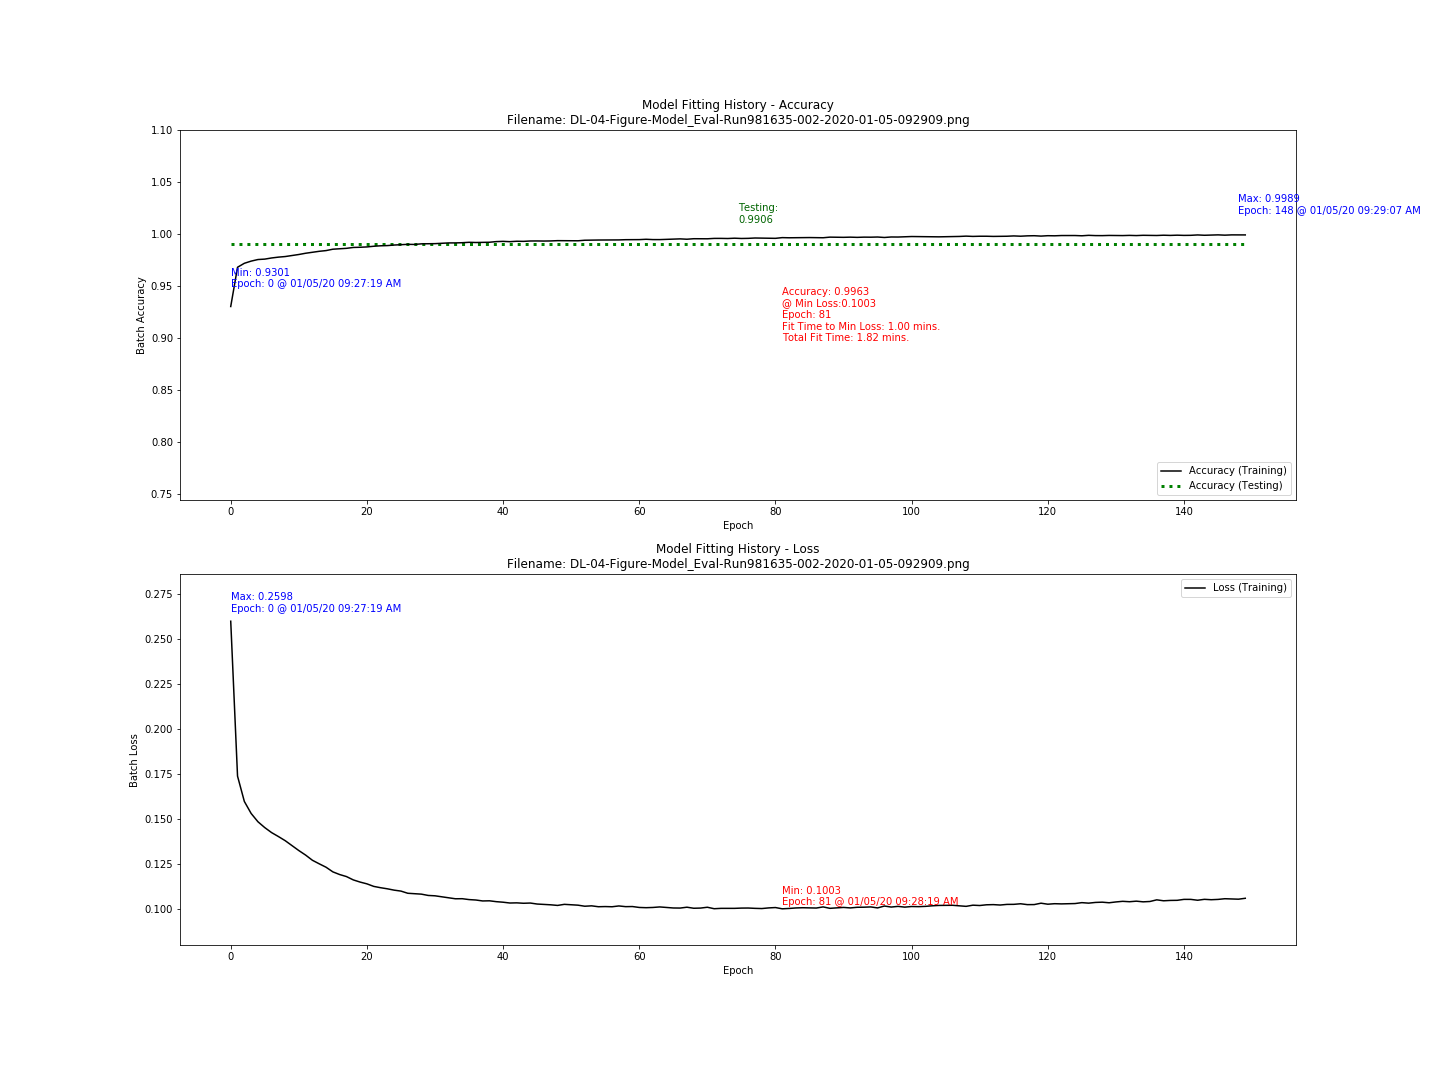 Model Fitting History - Accuracy
Filename: DL-04-Figure-Model_Eval-Run981635-002-2020-01-05-092909.png
1.10
1.05
1.00
0.95
0.90
0.85
0.80
0.75
Batch Accuracy
Testing:
0.9906
Max: 0.9989
Epoch: 148 @ 01/05/20 09:29:07 AM
Min: 0.9301
Epoch: 0 @ 01/05/20 09:27:19 AM
Accuracy: 0.9963
@ Min Loss:0.1003
Epoch: 81
Fit Time to Min Loss: 1.00 mins.
Total Fit Time: 1.82 mins.
Accuracy (Training)
Accuracy (Testing)
0 20 40 60 80 100 120 140
Epoch
Model Fitting History - Loss
Filename: DL-04-Figure-Model_Eval-Run981635-002-2020-01-05-092909.png
0.275
0.250
0.225
0.200
0.175
0.150
0.125
0.100
Batch Loss
Max: 0.2598
Epoch: 0 @ 01/05/20 09:27:19 AM
Loss (Training)
Min: 0.1003
Epoch: 81 @ 01/05/20 09:28:19 AM
0 20 40 60 80 100 120 140
Epoch